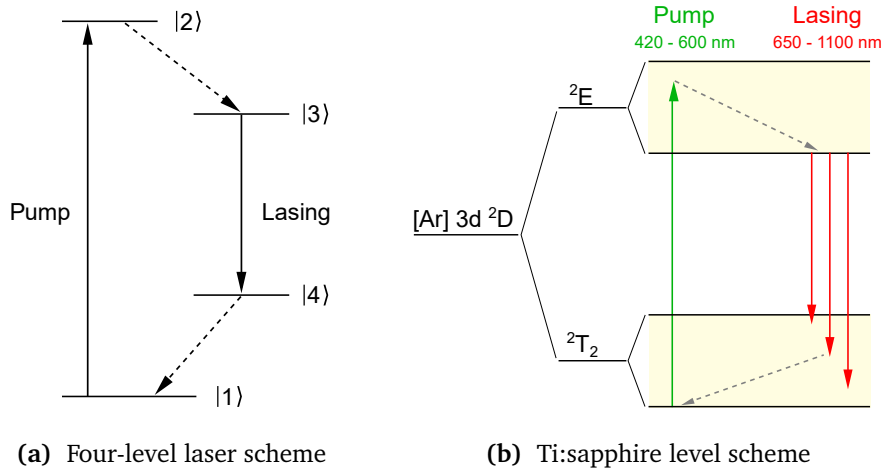 |2⟩
|3⟩
Pump
Lasing
|4⟩
|1⟩
(a) Four-level laser scheme
Pump
420 - 600 nm
Lasing
650 - 1100 nm
²E
[Ar] 3d ²D
²T₂
(b) Ti:sapphire level scheme